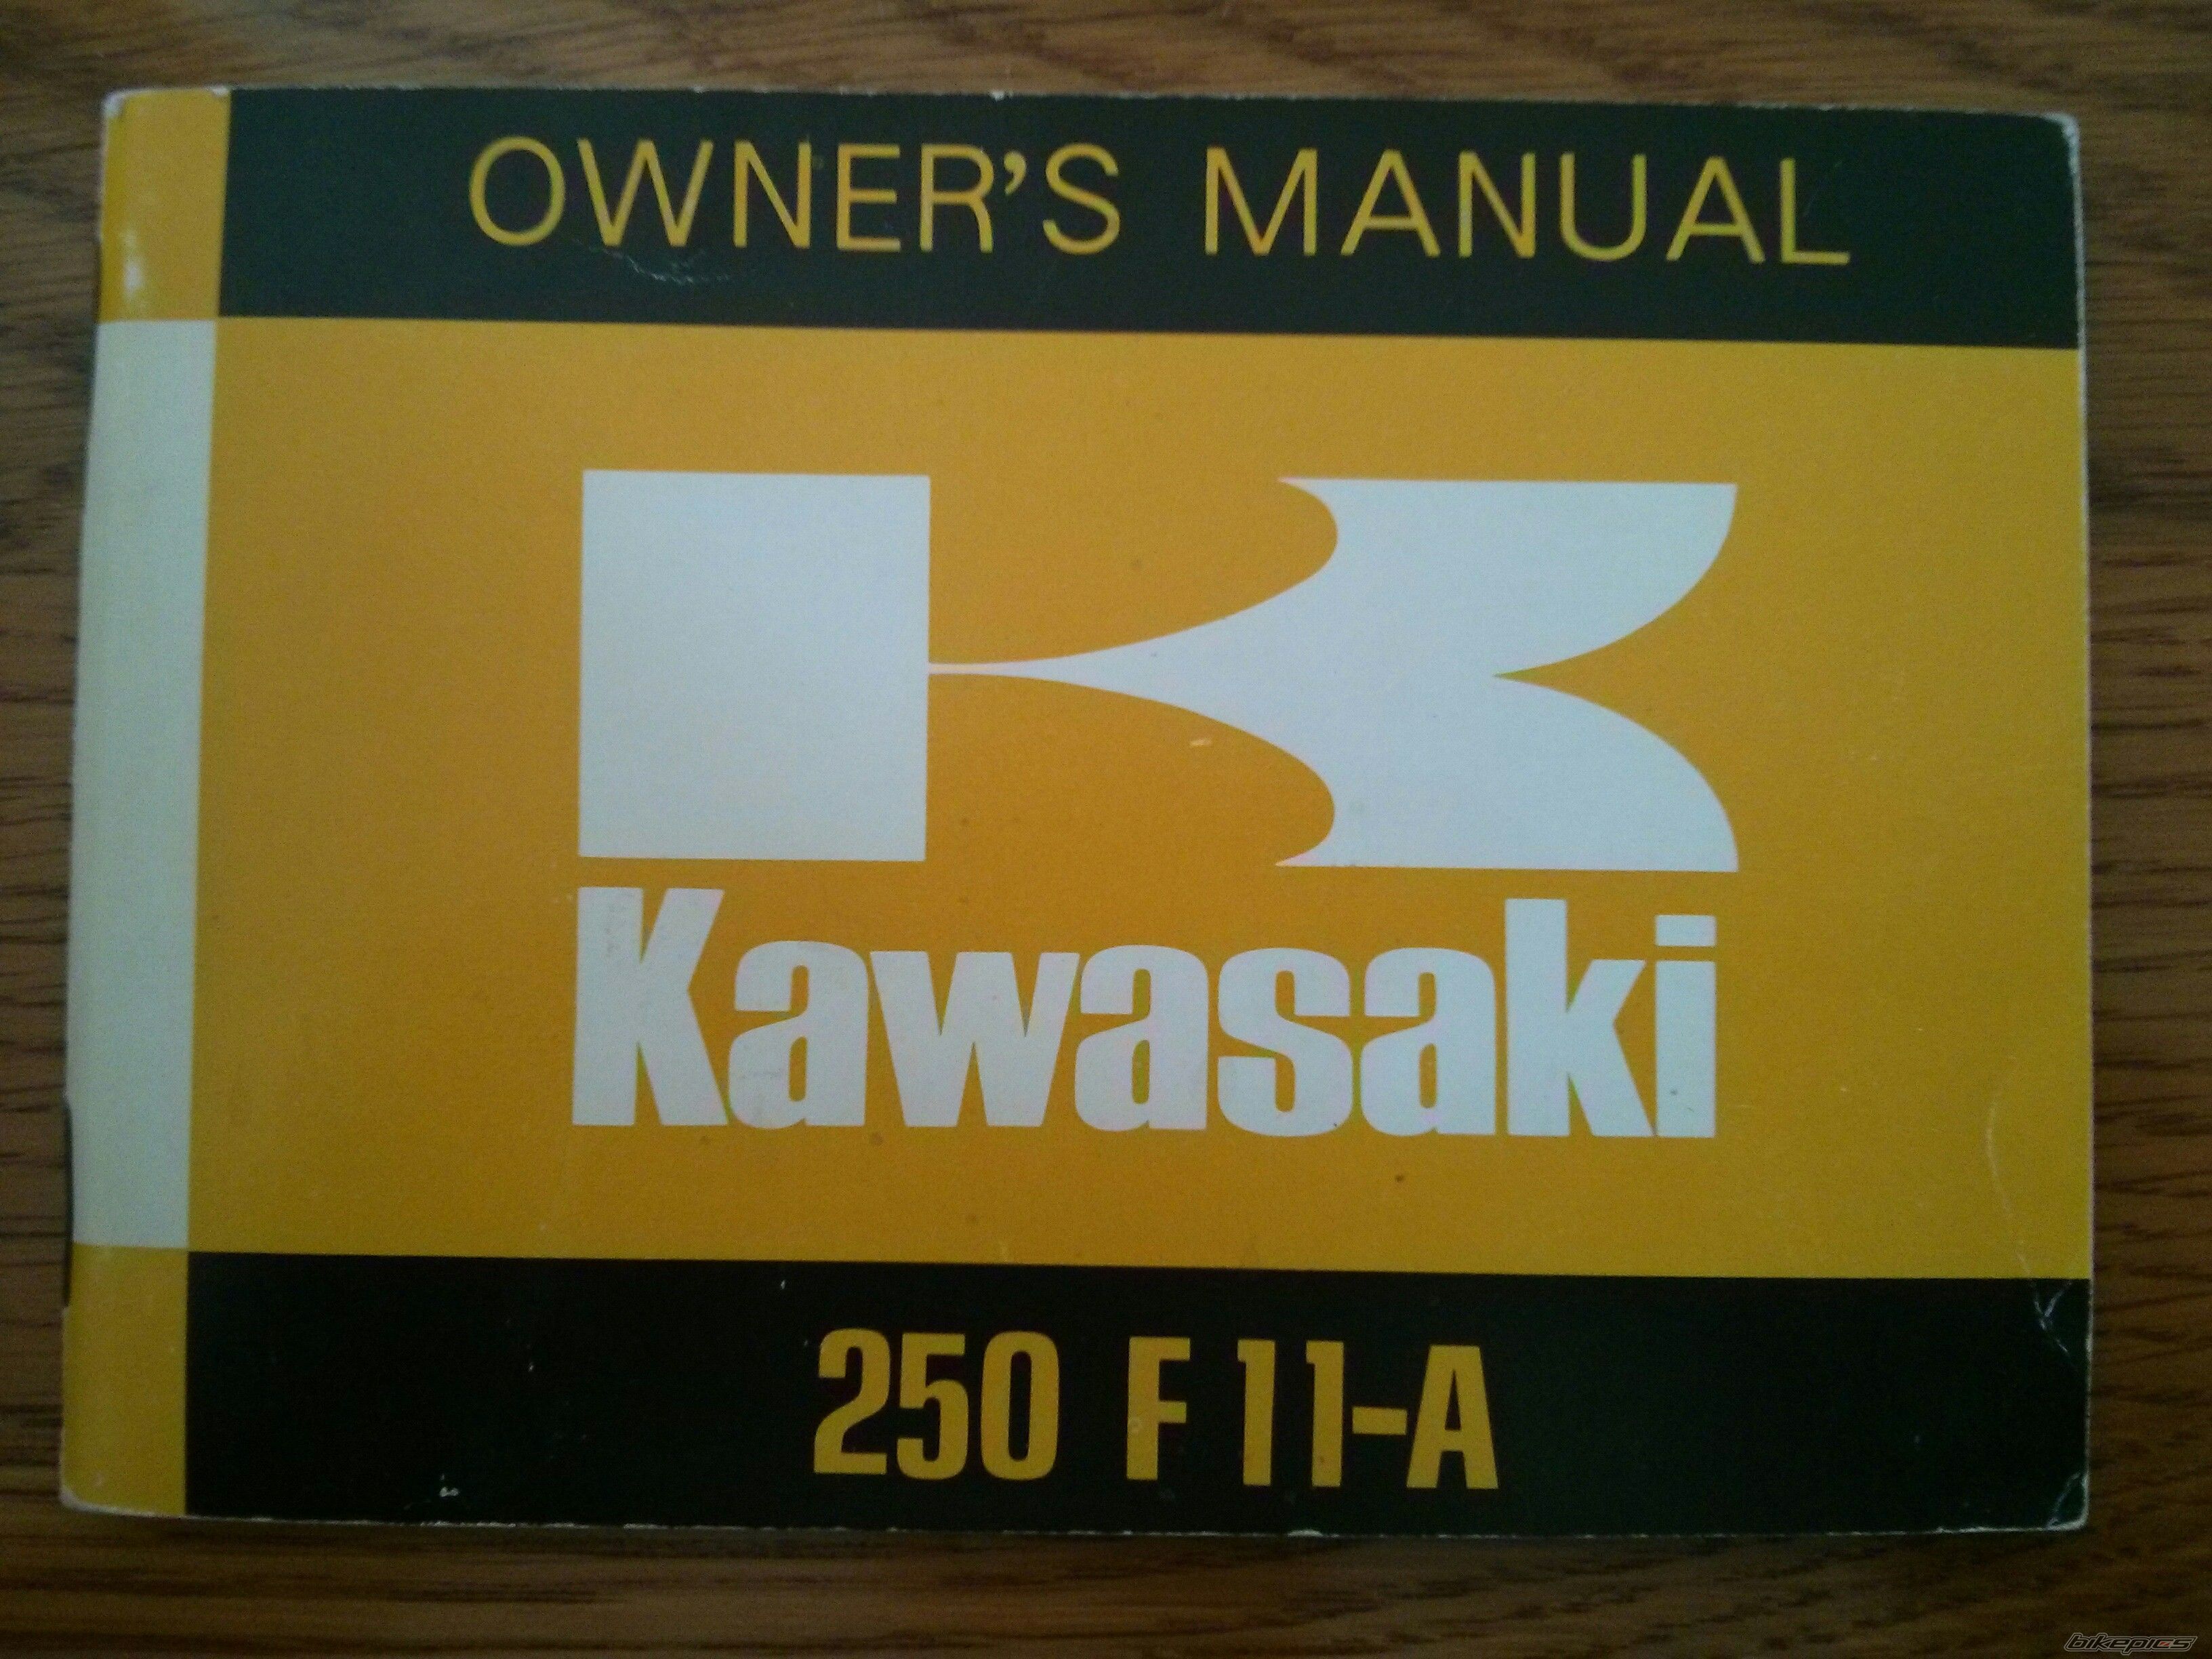 OWNER'S MANUAL
Kawasaki
250 F 11-A
bikepics